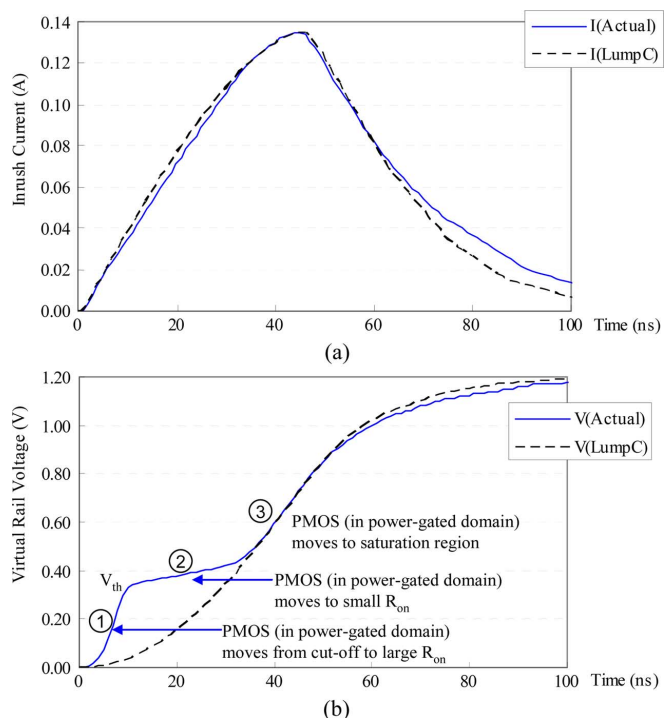 0.14
0.12
0.10
0.08
0.06
0.04
0.02
0.00
Inrush Current (A)
I(Actual)
I(LumpC)
0
20
40
60
80
100
Time (ns)
(a)
1.20
1.00
0.80
0.60
0.40
0.20
0.00
Virtual Rail Voltage (V)
V(Actual)
V(LumpC)
3
PMOS (in power-gated domain)
moves to saturation region
2
Vth
PMOS (in power-gated domain)
moves to small Ron
1
PMOS (in power-gated domain)
moves from cut-off to large Ron
0
20
40
60
80
100
Time (ns)
(b)